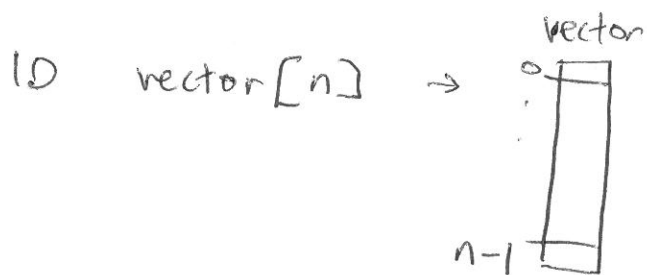 vector
1D vector[n] → 0
.
.
n-1